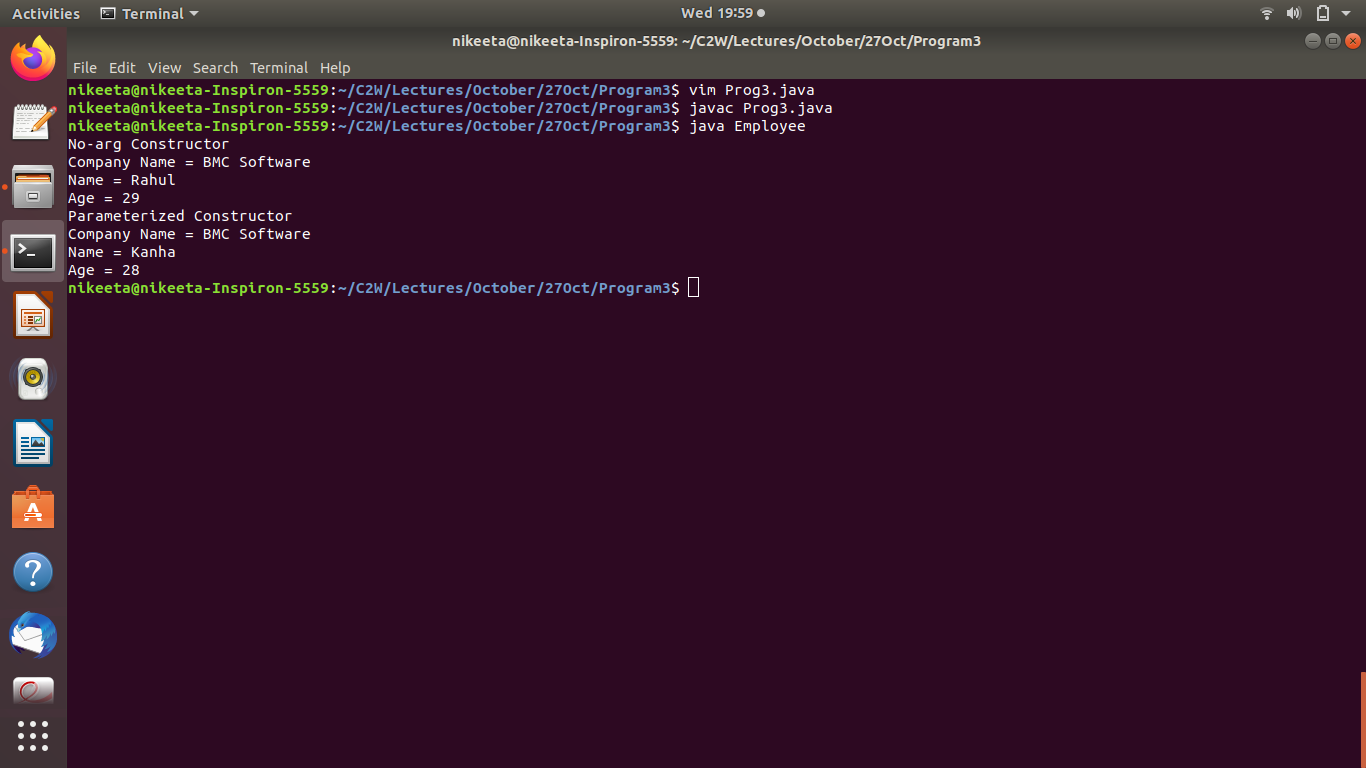 Activities Terminal Wed 19:59
nikeeta@nikeeta-Inspiron-5559: ~/C2W/Lectures/October/27Oct/Program3
File Edit View Search Terminal Help
nikeeta@nikeeta-Inspiron-5559:~/C2W/Lectures/October/27Oct/Program3$ vim Prog3.java
nikeeta@nikeeta-Inspiron-5559:~/C2W/Lectures/October/27Oct/Program3$ javac Prog3.java
nikeeta@nikeeta-Inspiron-5559:~/C2W/Lectures/October/27Oct/Program3$ java Employee
No-arg Constructor
Company Name = BMC Software
Name = Rahul
Age = 29
Parameterized Constructor
Company Name = BMC Software
Name = Kanha
Age = 28
nikeeta@nikeeta-Inspiron-5559:~/C2W/Lectures/October/27Oct/Program3$